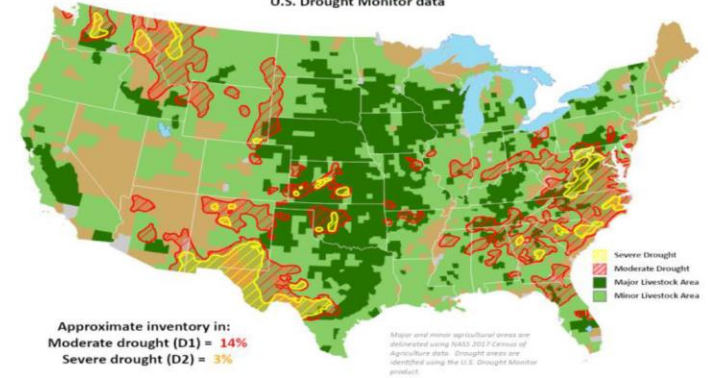 U.S. Drought Monitor data
Severe Drought
Moderate Drought
Major Livestock Area
Minor Livestock Area
Approximate inventory in:
Moderate drought (D1) = 14%
Severe drought (D2) = 3%
Major and minor agricultural areas are
delineated using NASS 2017 Census of
Agriculture data. Drought areas are
identified using the U.S. Drought Monitor
product.